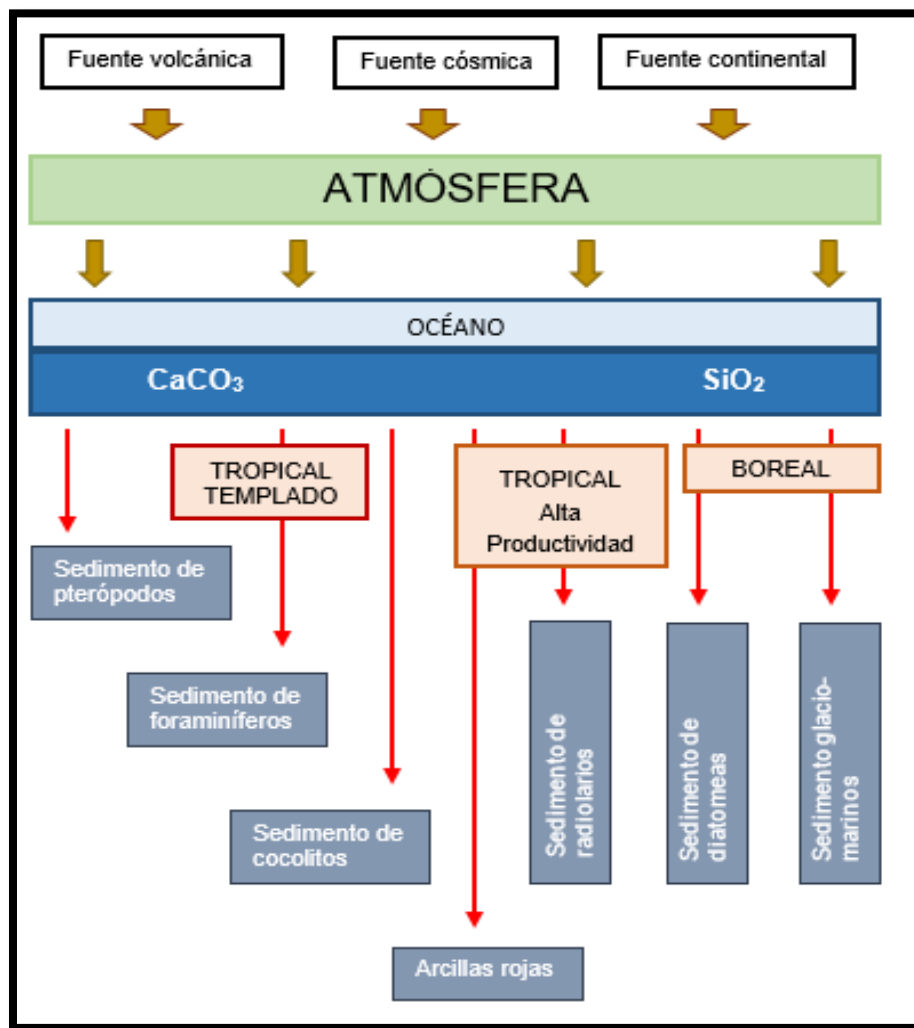 Fuente volcánica
Fuente cósmica
Fuente continental
ATMÓSFERA
OCÉANO
CaCO₃
SiO₂
TROPICAL
TEMPLADO
TROPICAL
Alta
Productividad
BOREAL
Sedimento de
pterópodos
Sedimento de
foraminíferos
Sedimento de
cocolitos
Arcillas rojas
Sedimento de
radiolarios
Sedimento de
diatomeas
Sedimento glacio-
marinos